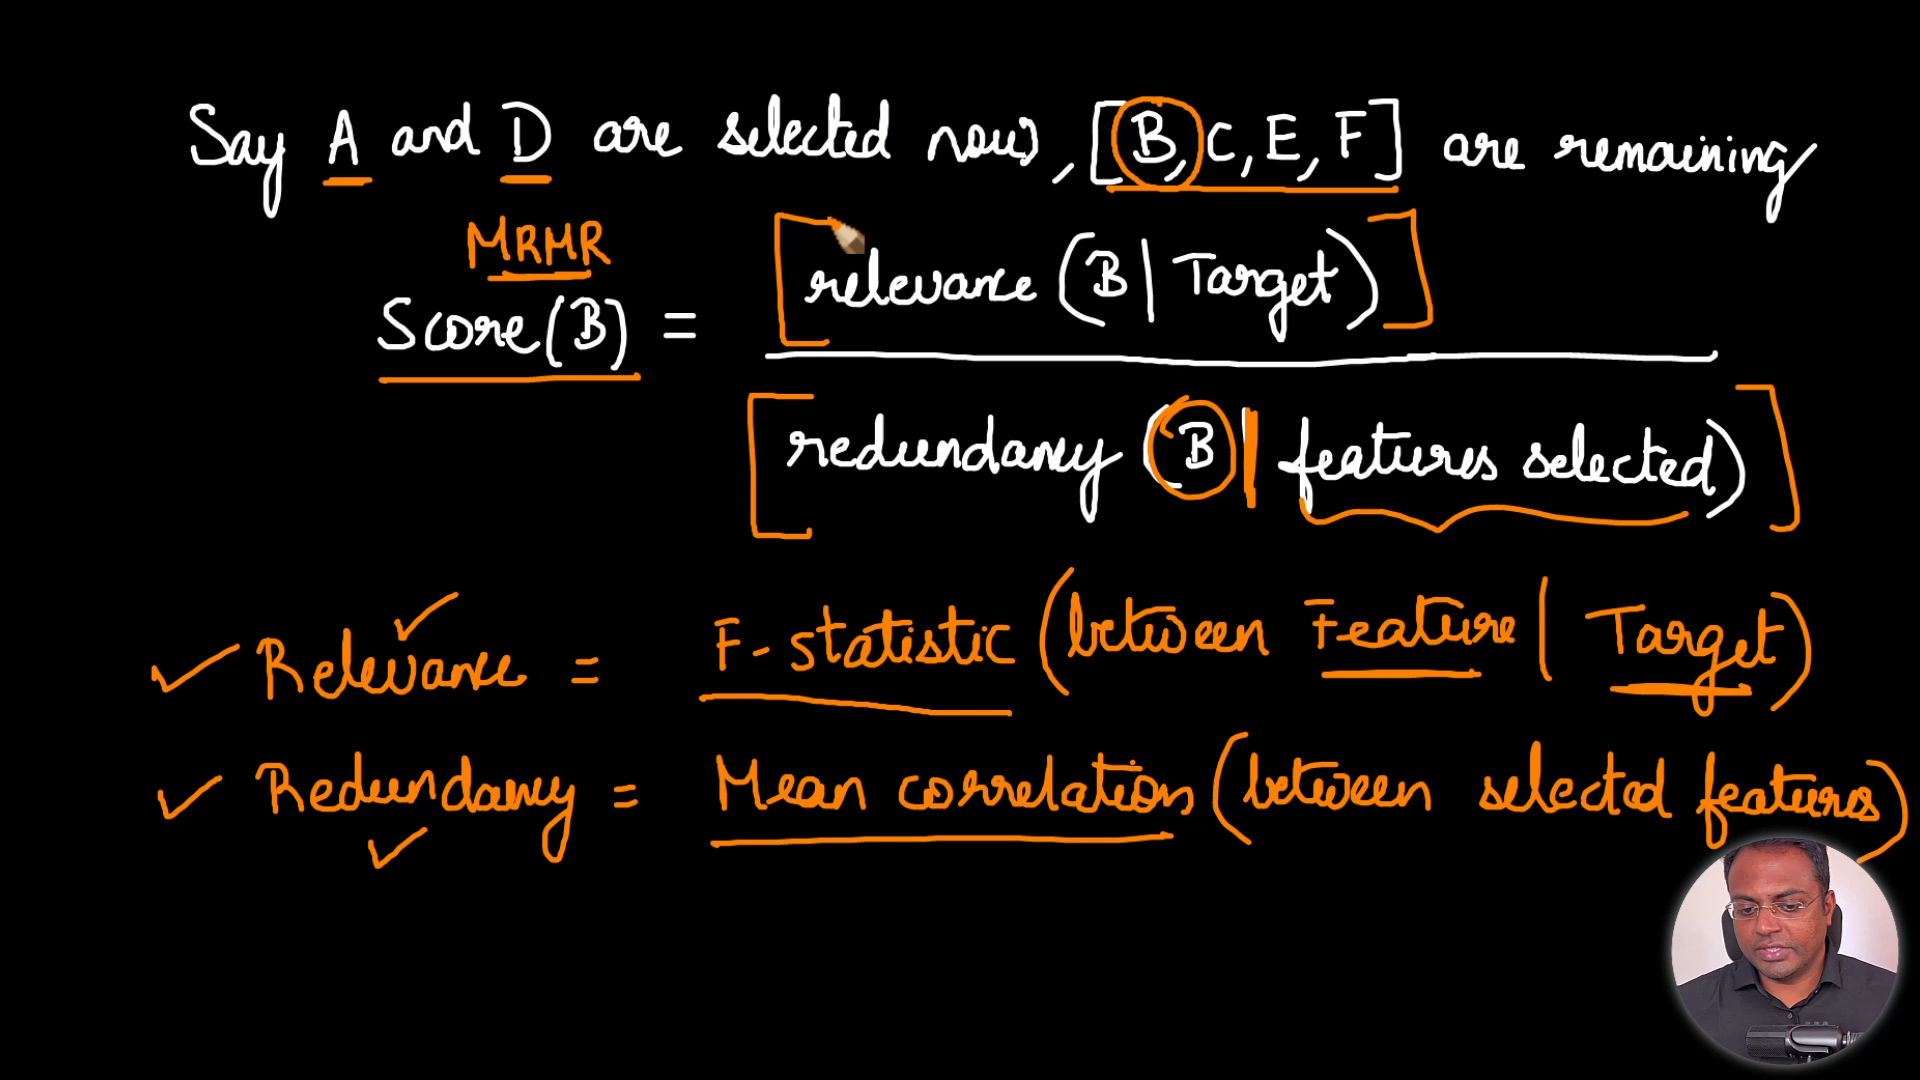 Say A and D are selected now, [B, C, E, F] are remaining
MRMR
Score(B) =
relevance (B | Target)
redundancy (B | features selected)
Relevance = F-statistic (between Feature | Target)
Redundancy = Mean correlation (between selected features)